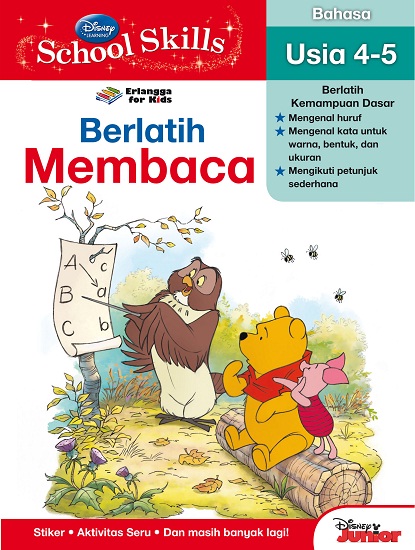 Disney
LEARNING
School Skills
Bahasa
Usia 4-5
Berlatih
Kemampuan Dasar
Mengenal huruf
Mengenal kata untuk
warna, bentuk, dan
ukuran
Mengikuti petunjuk
sederhana
Erlangga
for Kids
Berlatih
Membaca
A c
B a
C b
Stiker • Aktivitas Seru • Dan masih banyak lagi!
Disney
Junior